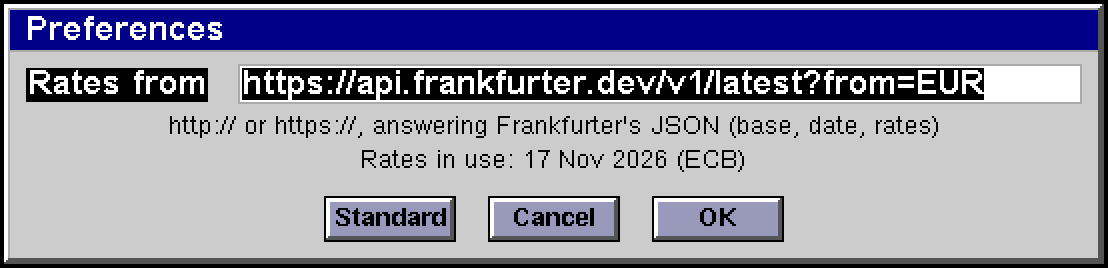 Preferences
Rates from https://api.frankfurter.dev/v1/latest?from=EUR
http:// or https://, answering Frankfurter's JSON (base, date, rates)
Rates in use: 17 Nov 2026 (ECB)
Standard Cancel OK